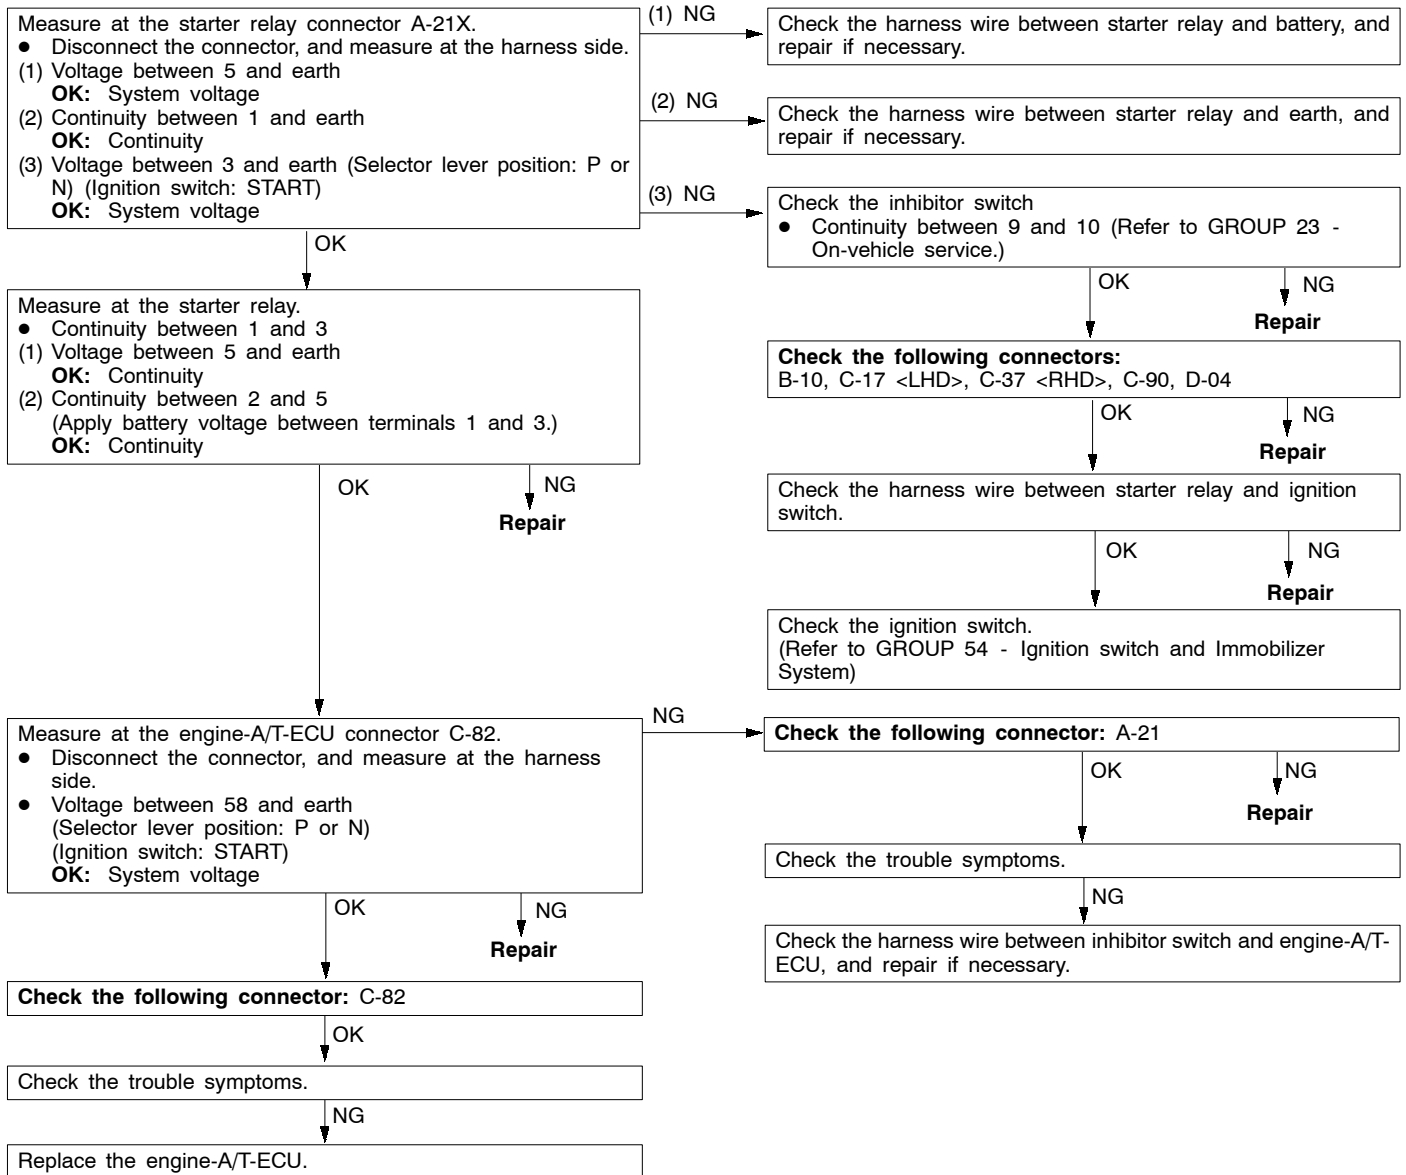 Measure at the starter relay connector A-21X.
● Disconnect the connector, and measure at the harness side.
(1) Voltage between 5 and earth
OK: System voltage
(2) Continuity between 1 and earth
OK: Continuity
(3) Voltage between 3 and earth (Selector lever position: P or
N) (Ignition switch: START)
OK: System voltage
(1) NG
Check the harness wire between starter relay and battery, and
repair if necessary.
(2) NG
Check the harness wire between starter relay and earth, and
repair if necessary.
(3) NG
Check the inhibitor switch
● Continuity between 9 and 10 (Refer to GROUP 23 -
On-vehicle service.)
OK
NG
Repair
Check the following connectors:
B-10, C-17 <LHD>, C-37 <RHD>, C-90, D-04
OK
NG
Repair
Check the harness wire between starter relay and ignition
switch.
OK
NG
Repair
Check the ignition switch.
(Refer to GROUP 54 - Ignition switch and Immobilizer
System)
OK
Measure at the starter relay.
● Continuity between 1 and 3
(1) Voltage between 5 and earth
OK: Continuity
(2) Continuity between 2 and 5
(Apply battery voltage between terminals 1 and 3.)
OK: Continuity
OK
NG
Repair
Measure at the engine-A/T-ECU connector C-82.
● Disconnect the connector, and measure at the harness
side.
● Voltage between 58 and earth
(Selector lever position: P or N)
(Ignition switch: START)
OK: System voltage
NG
Check the following connector: A-21
OK
NG
Repair
Check the trouble symptoms.
NG
Check the harness wire between inhibitor switch and engine-A/T-
ECU, and repair if necessary.
OK
NG
Repair
Check the following connector: C-82
OK
Check the trouble symptoms.
NG
Replace the engine-A/T-ECU.